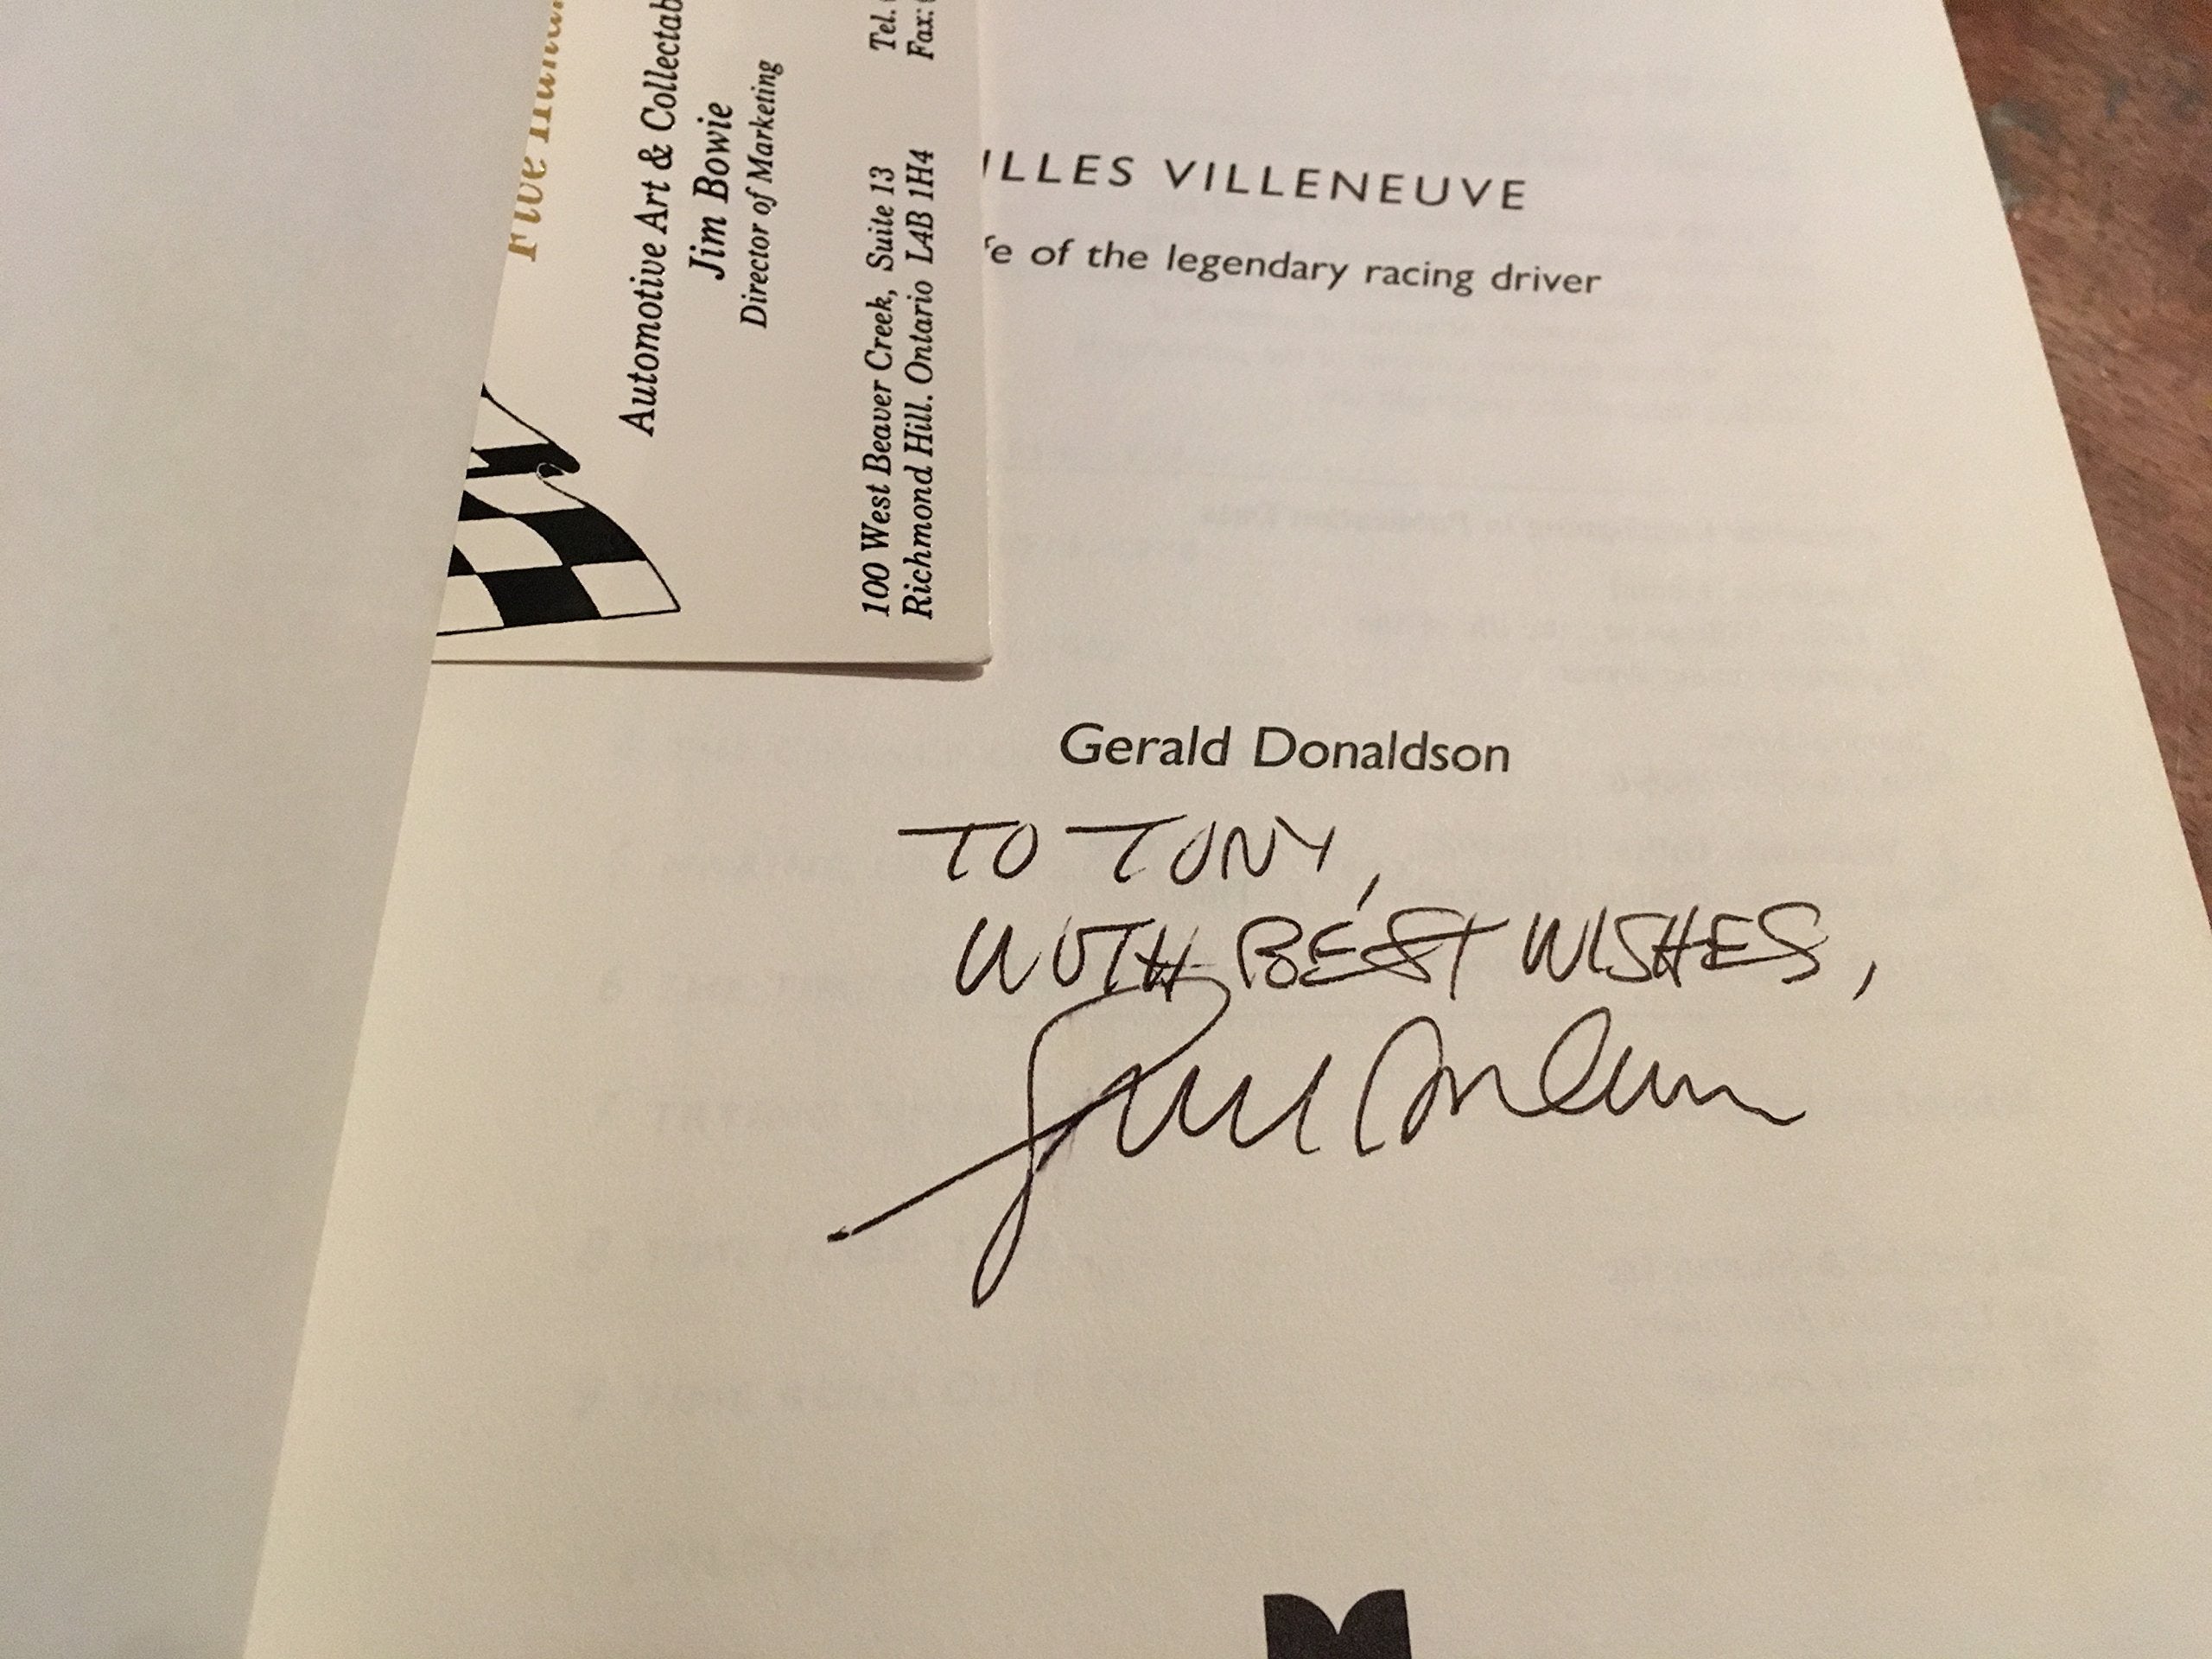 Automotive Art & Collectab
Jim Bowie
Director of Marketing
100 West Beaver Creek, Suite 13
Richmond Hill. Ontario L4B 1H4
Tel.
Fax:
ILLES VILLENEUVE
fe of the legendary racing driver
Gerald Donaldson
TO TONY,
WITH BEST WISHES,